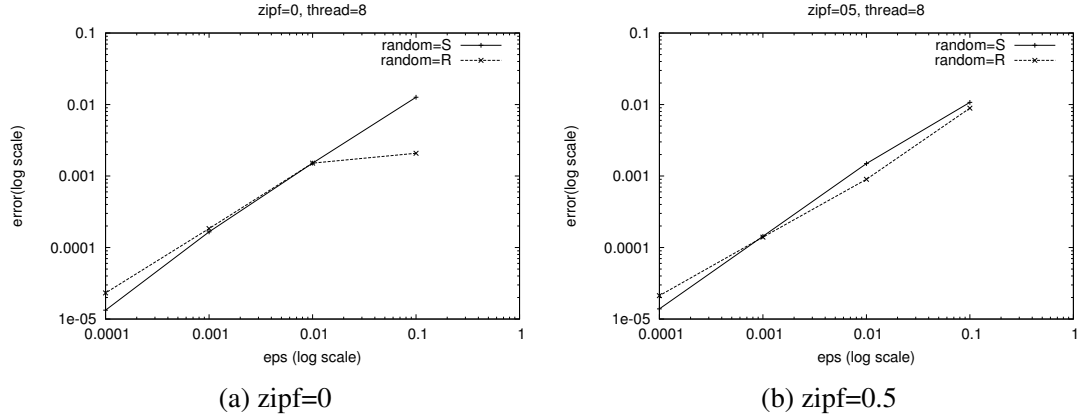 zipf=0, thread=8
0.1
0.01
0.001
0.0001
1e-05
error(log scale)
random=S
random=R
0.0001 0.001 0.01 0.1 1
eps (log scale)
(a) zipf=0
zipf=05, thread=8
0.1
0.01
0.001
0.0001
1e-05
error(log scale)
random=S
random=R
0.0001 0.001 0.01 0.1 1
eps (log scale)
(b) zipf=0.5